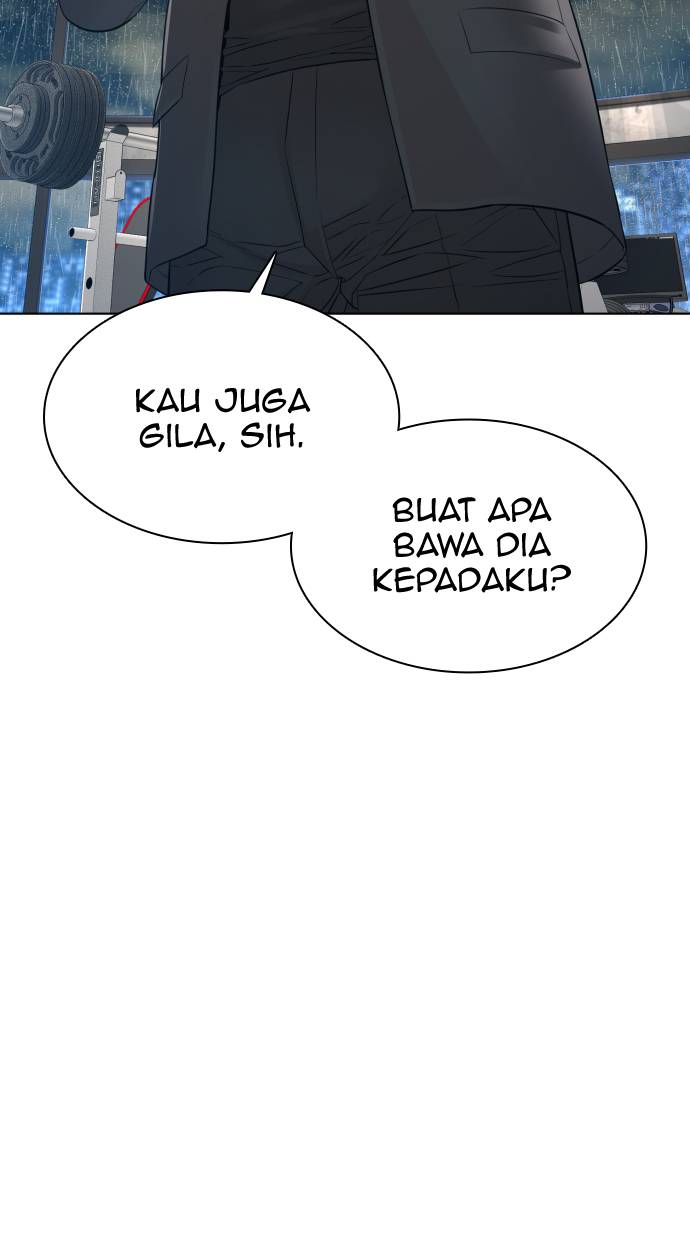 KAU JUGA
GILA, SIH.
BUAT APA
BAWA DIA
KEPADAKU?